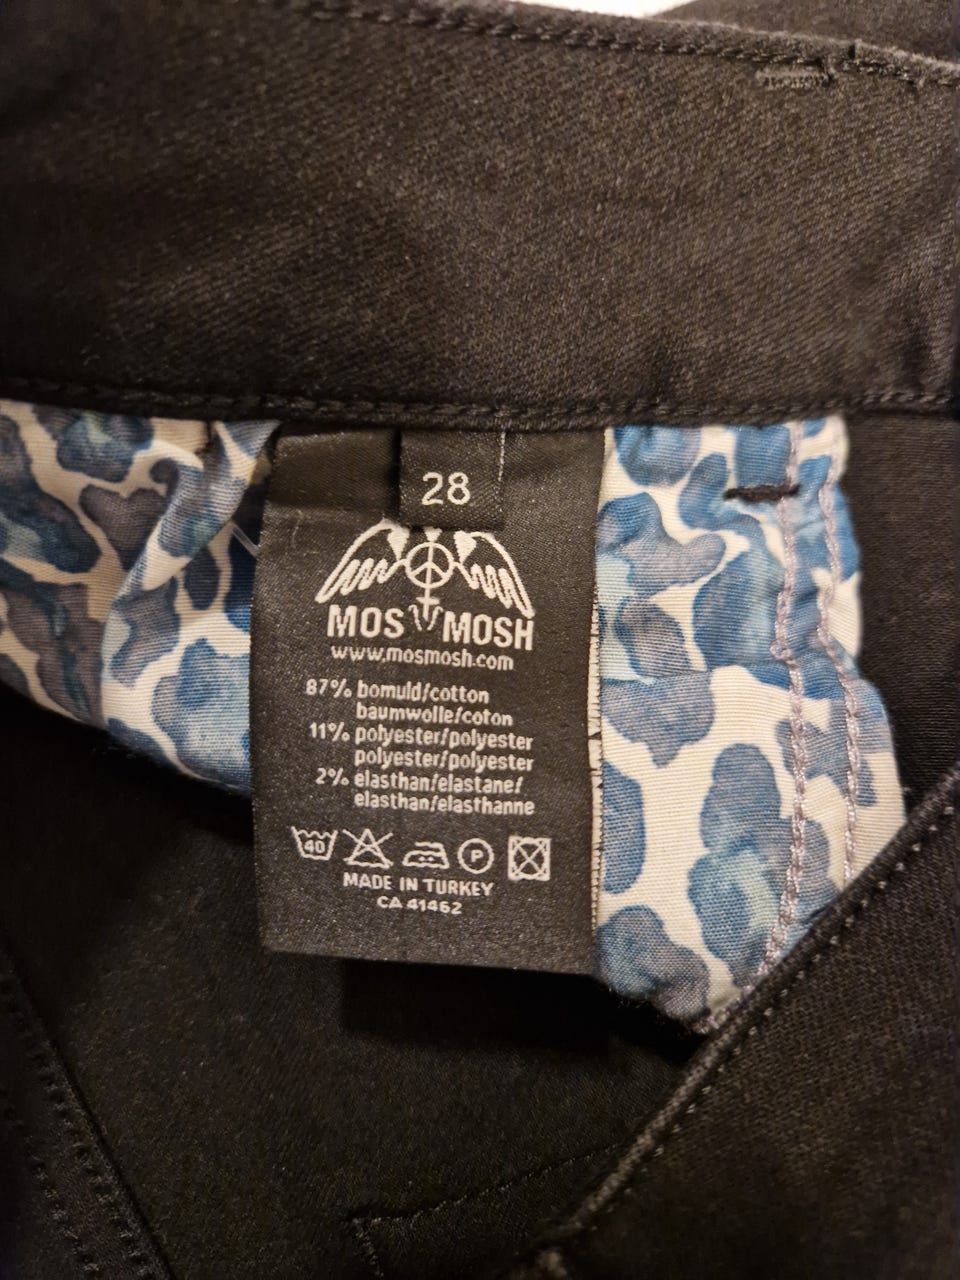 28
MOS MOSH
www.mosmosh.com
87% bomuld/cotton
baumwolle/coton
11% polyester/polyester
polyester/polyester
2% elasthan/elastane/
elasthan/elasthanne
40
P
MADE IN TURKEY
CA 41462